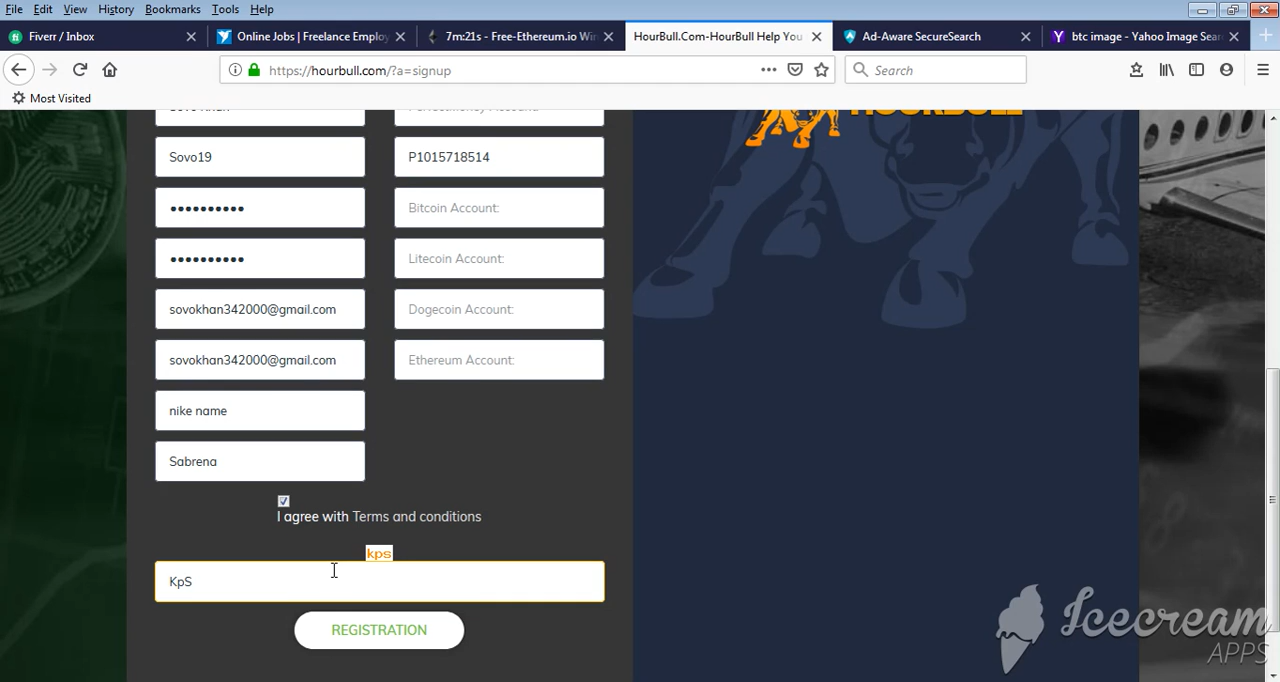 File Edit View History Bookmarks Tools Help
Fiverr / Inbox
Online Jobs | Freelance Employ
7m:21s - Free-Ethereum.io Win
HourBull.Com-HourBull Help You
Ad-Aware SecureSearch
btc image - Yahoo Image Sear
https://hourbull.com/?a=signup
Search
Most Visited
HOURBULL
Sovo19
P1015718514
Bitcoin Account:
Litecoin Account:
sovokhan342000@gmail.com
Dogecoin Account:
sovokhan342000@gmail.com
Ethereum Account:
nike name
Sabrena
I agree with Terms and conditions
kps
KpS
REGISTRATION
Icecream
APPS